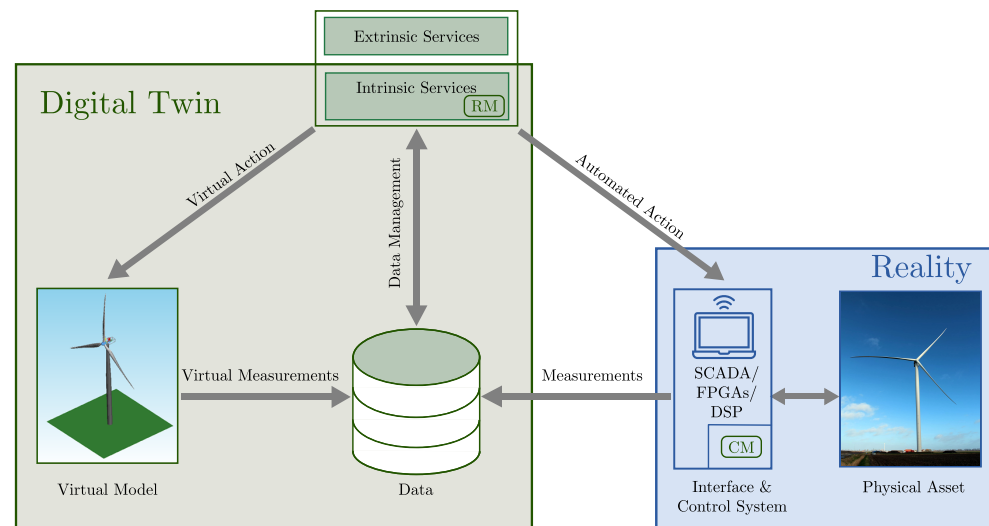 Extrinsic Services
Intrinsic Services
RM
Digital Twin
Virtual Action
Data Management
Automated Action
Reality
SCADA/
FPGAs/
DSP
CM
Virtual Measurements
Measurements
Virtual Model
Data
Interface &
Control System
Physical Asset